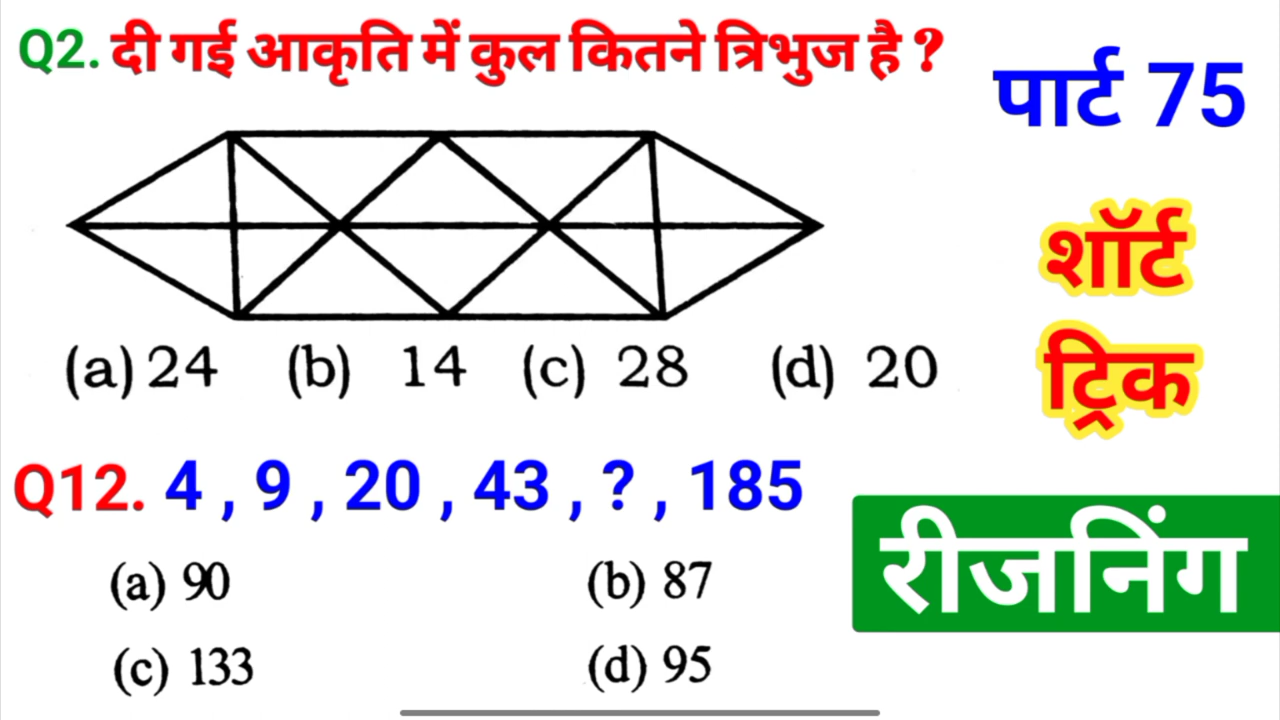 Q2. दी गई आकृति में कुल कितने त्रिभुज है ?
पार्ट 75
शॉर्ट
ट्रिक
(a) 24 (b) 14 (c) 28 (d) 20
Q12. 4 , 9 , 20 , 43 , ? , 185
(a) 90 (b) 87
(c) 133 (d) 95
रीजनिंग